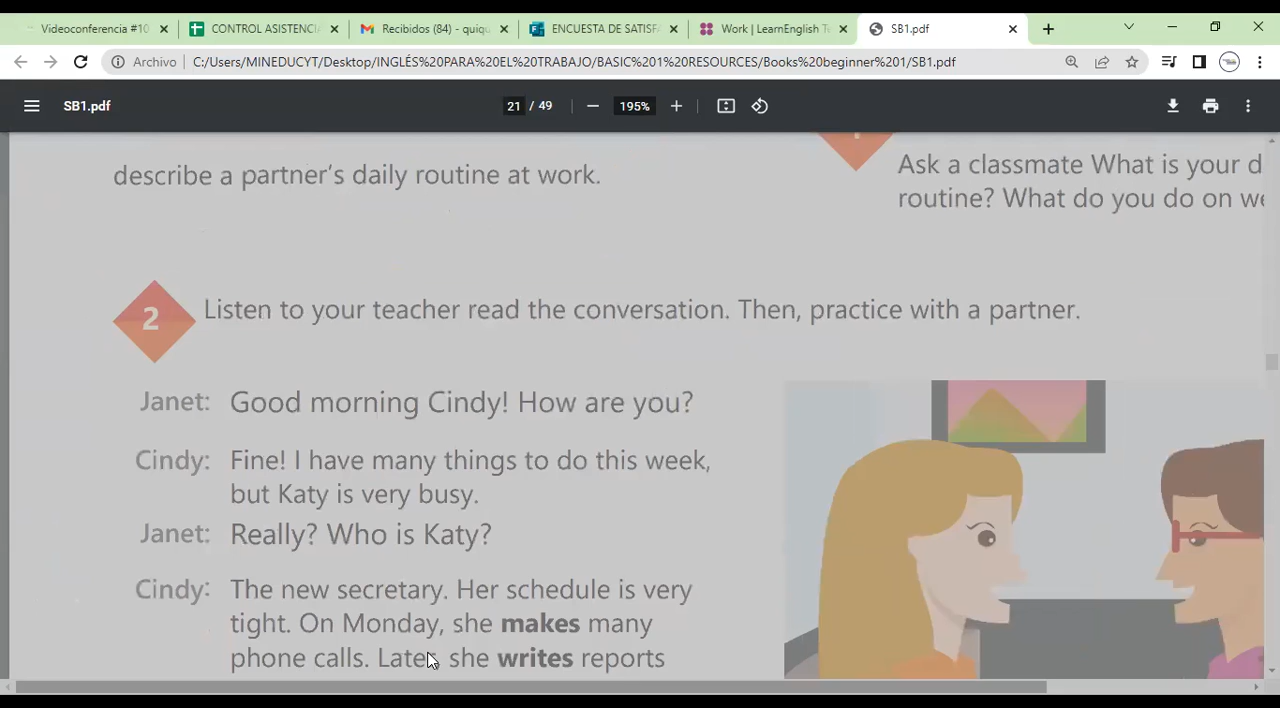 Videoconferencia #10
CONTROL ASISTENCI
Recibidos (84) - quiqu
ENCUESTA DE SATISF
Work | LearnEnglish Te
SB1.pdf
Archivo
C:/Users/MINEDUCYT/Desktop/INGLÉS%20PARA%20EL%20TRABAJO/BASIC%201%20RESOURCES/Books%20beginner%201/SB1.pdf
SB1.pdf
21 / 49
195%
describe a partner's daily routine at work.
Ask a classmate What is your d
routine? What do you do on we
2
Listen to your teacher read the conversation. Then, practice with a partner.
Janet: Good morning Cindy! How are you?
Cindy: Fine! I have many things to do this week,
but Katy is very busy.
Janet: Really? Who is Katy?
Cindy: The new secretary. Her schedule is very
tight. On Monday, she makes many
phone calls. Later, she writes reports